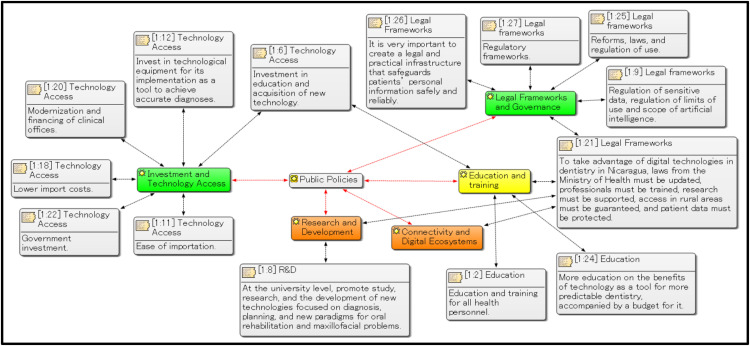 [1:12] Technology
Access
Invest in technological
equipment for its
implementation as a
tool to achieve
accurate diagnoses.
[1:6] Technology
Access
Investment in
education and
acquisition of new
technology.
[1:26] Legal
Frameworks
It is very important to
create a legal and
practical infrastructure
that safeguards
patients' personal
information safely and
reliably.
[1:27] Legal
Frameworks
Regulatory
frameworks.
[1:25] Legal
frameworks
Reforms, laws, and
regulation of use.
[1:20] Technology
Access
Modernization and
financing of clinical
offices.
[1:9] Legal frameworks
Regulation of sensitive
data, regulation of limits
of use and scope of artificial
intelligence.
Legal Frameworks
and Governance
[1:18] Technology
Access
Lower import costs.
Investment and
Technology Access
Public Policies
Education and
training
[1:21] Legal Frameworks
To take advantage of digital technologies in
dentistry in Nicaragua, laws from the
Ministry of Health must be updated,
professionals must be trained, research
must be supported, access in rural areas
must be guaranteed, and patient data must
be protected.
[1:22] Technology
Access
Government
investment.
[1:11] Technology
Access
Ease of importation.
Research and
Development
Connectivity and
Digital Ecosystems
[1:8] R&D
At the university level, promote study,
research, and the development of new
technologies focused on diagnosis,
planning, and new paradigms for oral
rehabilitation and maxillofacial problems.
[1:2] Education
Education and training
for all health
personnel.
[1:24] Education
More education on the benefits
of technology as a tool for more
predictable dentistry,
accompanied by a budget for it.